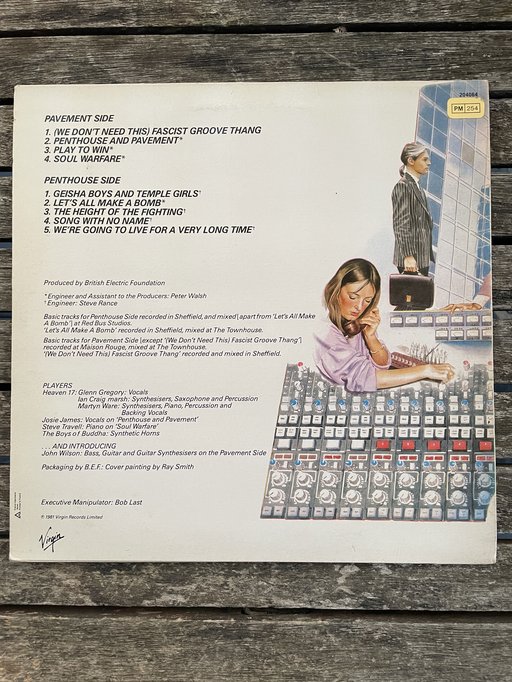 204084
PM 254
PAVEMENT SIDE
1. (WE DON'T NEED THIS) FASCIST GROOVE THANG
2. PENTHOUSE AND PAVEMENT*
3. PLAY TO WIN*
4. SOUL WARFARE*
PENTHOUSE SIDE
1. GEISHA BOYS AND TEMPLE GIRLS†
2. LET'S ALL MAKE A BOMB*
3. THE HEIGHT OF THE FIGHTING†
4. SONG WITH NO NAME†
5. WE'RE GOING TO LIVE FOR A VERY LONG TIME†
Produced by British Electric Foundation
*Engineer and Assistant to the Producers: Peter Walsh
†Engineer: Steve Rance
Basic tracks for Penthouse Side recorded in Sheffield, and mixed [apart from 'Let's All Make
A Bomb'] at Red Bus Studios.
'Let's All Make A Bomb' recorded in Sheffield, mixed at The Townhouse.
Basic tracks for Pavement Side [except '(We Don't Need This) Fascist Groove Thang']
recorded at Maison Rouge, mixed at The Townhouse.
'(We Don't Need This) Fascist Groove Thang' recorded and mixed in Sheffield.
PLAYERS
Heaven 17: Glenn Gregory: Vocals
Ian Craig marsh: Synthesisers, Saxophone and Percussion
Martyn Ware: Synthesisers, Piano, Percussion and
Backing Vocals
Josie James: Vocals on 'Penthouse and Pavement'
Steve Travell: Piano on 'Soul Warfare'
The Boys of Buddha: Synthetic Horns
. . . AND INTRODUCING
John Wilson: Bass, Guitar and Guitar Synthesisers on the Pavement Side
Packaging by B.E.F.: Cover painting by Ray Smith
Executive Manipulator: Bob Last
℗ 1981 Virgin Records Limited
Virgin